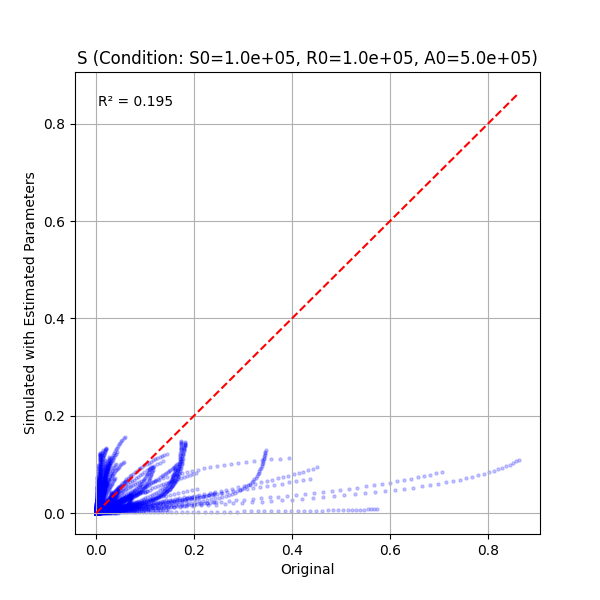 S (Condition: S0=1.0e+05, R0=1.0e+05, A0=5.0e+05)
R² = 0.195
0.8
0.6
0.4
0.2
0.0
Simulated with Estimated Parameters
0.0 0.2 0.4 0.6 0.8
Original